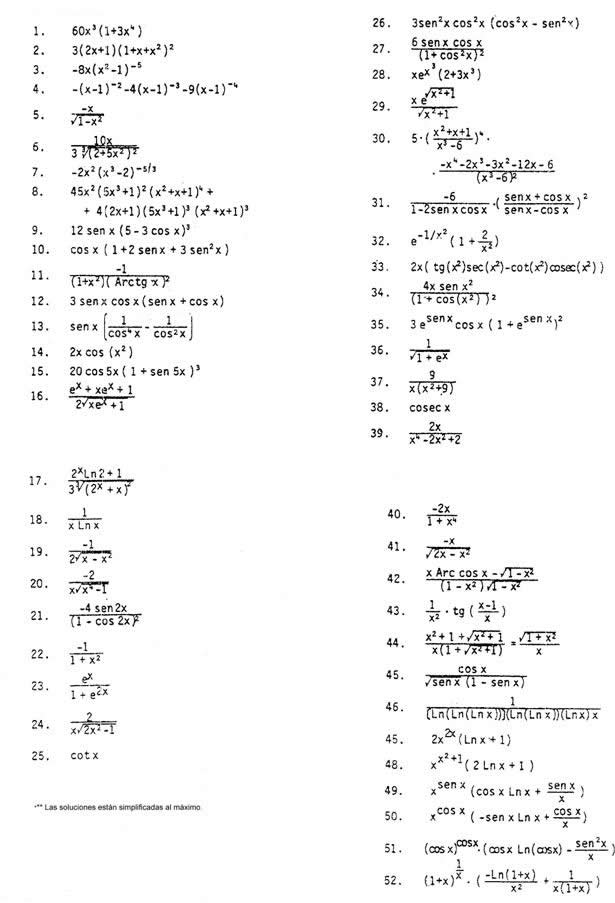 1. 60x³(1+3x⁴)
2. 3(2x+1)(1+x+x²)²
3. -8x(x²-1)⁻⁵
4. -(x-1)⁻²-4(x-1)⁻³-9(x-1)⁻⁴
5. -x / √(1-x²)
6. 10x / 3 ∛(2+5x²)²
7. -2x²(x³-2)⁻⁵/³
8. 45x²(5x³+1)²(x²+x+1)⁴ +
+ 4(2x+1)(5x³+1)³(x²+x+1)³
9. 12 sen x (5 - 3 cos x)³
10. cos x ( 1+2 sen x + 3 sen²x )
11. -1 / (1+x²)( Arctg x )²
12. 3 sen x cos x (sen x + cos x)
13. sen x [ 1/cos⁴x - 1/cos²x ]
14. 2x cos (x²)
15. 20 cos 5x ( 1 + sen 5x )³
16. eˣ + xeˣ + 1 / 2√(xeˣ + 1)
17. 2ˣLn 2 + 1 / 3∛(2ˣ + x)²
18. 1 / x Ln x
19. -1 / 2√(x - x²)
20. -2 / x√(x⁴-1)
21. -4 sen 2x / (1 - cos 2x)²
22. -1 / 1 + x²
23. eˣ / 1 + e²ˣ
24. 2 / x√(2x²-1)
25. cot x
·** Las soluciones están simplificadas al máximo.
26. 3sen²x cos²x (cos²x - sen²x)
27. 6 sen x cos x / (1+cos²x)²
28. xe^x³ (2+3x³)
29. x e^√(x²+1) / √(x²+1)
30. 5·( x²+x+1 / x³-6 )⁴ ·
· -x⁴-2x³-3x²-12x-6 / (x³-6)²
31. -6 / 1-2sen x cos x ·( sen x + cos x / sen x - cos x )²
32. e^-1/x² ( 1 + 2/x² )
33. 2x( tg(x²)sec(x²)-cot(x²)cosec(x²) )
34. 4x sen x² / (1 + cos(x²) )²
35. 3 e^sen x cos x ( 1 + e^sen x )²
36. 1 / √(1 + eˣ)
37. 9 / x(x²+9)
38. cosec x
39. 2x / x⁴-2x²+2
40. -2x / 1 + x⁴
41. -x / √(2x - x²)
42. x Arc cos x - √(1-x²) / (1 - x²)√(1 - x²)
43. 1/x² · tg ( x-1 / x )
44. x² + 1 + √(x² + 1) / x(1 + √(x²+1)) = √(1 + x²) / x
45. cos x / √sen x (1 - sen x)
46. 1 / (Ln(Ln(Ln x)))(Ln(Ln x))(Ln x) x
45. 2x²ˣ (Ln x + 1)
48. x^x²+1 ( 2 Ln x + 1 )
49. x^sen x (cos x Ln x + sen x / x )
50. x^cos x ( -sen x Ln x + cos x / x )
51. (cos x)^cos x · (cos x Ln(cos x) - sen²x / x )
52. (1+x)^1/x · ( -Ln(1+x) / x² + 1 / x(1+x) )